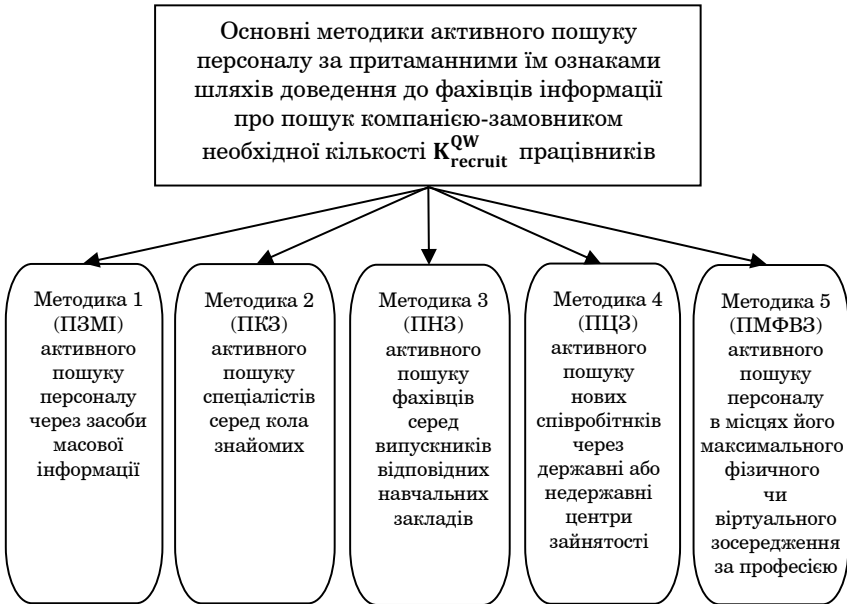 Основні методики активного пошуку
персоналу за притаманними їм ознаками
шляхів доведення до фахівців інформації
про пошук компанією-замовником
необхідної кількості K^QW_recruit працівників
Методика 1
(ПЗМІ)
активного
пошуку
персоналу
через засоби
масової
інформації
Методика 2
(ПКЗ)
активного
пошуку
спеціалістів
серед кола
знайомих
Методика 3
(ПНЗ)
активного
пошуку
фахівців
серед
випускників
відповідних
навчальних
закладів
Методика 4
(ПЦЗ)
активного
пошуку
нових
співробітнків
через
державні або
недержавні
центри
зайнятості
Методика 5
(ПМФВЗ)
активного
пошуку
персоналу
в місцях його
максимального
фізичного
чи
віртуального
зосередження
за професією